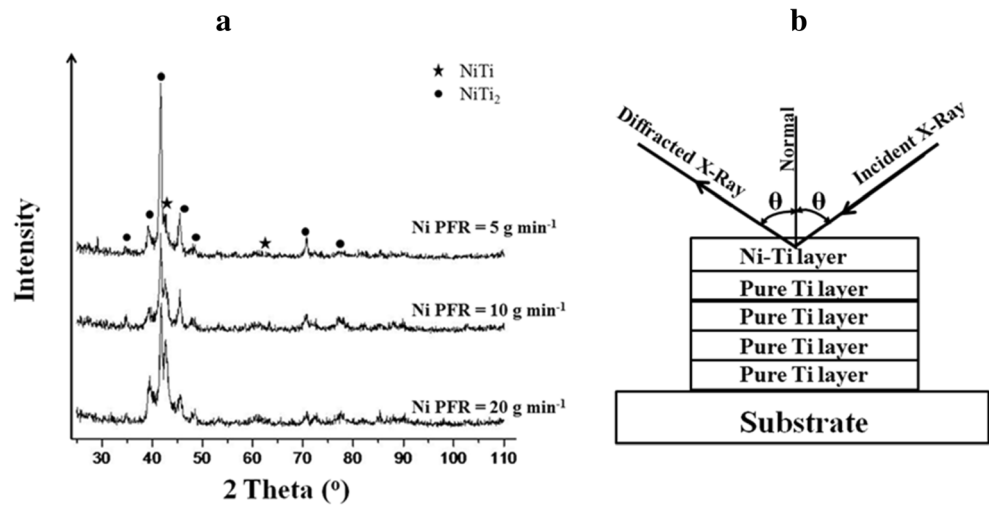 a
b
★ NiTi
● NiTi₂
Ni PFR = 5 g min⁻¹
Ni PFR = 10 g min⁻¹
Ni PFR = 20 g min⁻¹
Intensity
30 40 50 60 70 80 90 100 110
2 Theta (º)
Diffracted X-Ray
Normal
Incident X-Ray
θ θ
Ni-Ti layer
Pure Ti layer
Pure Ti layer
Pure Ti layer
Pure Ti layer
Substrate